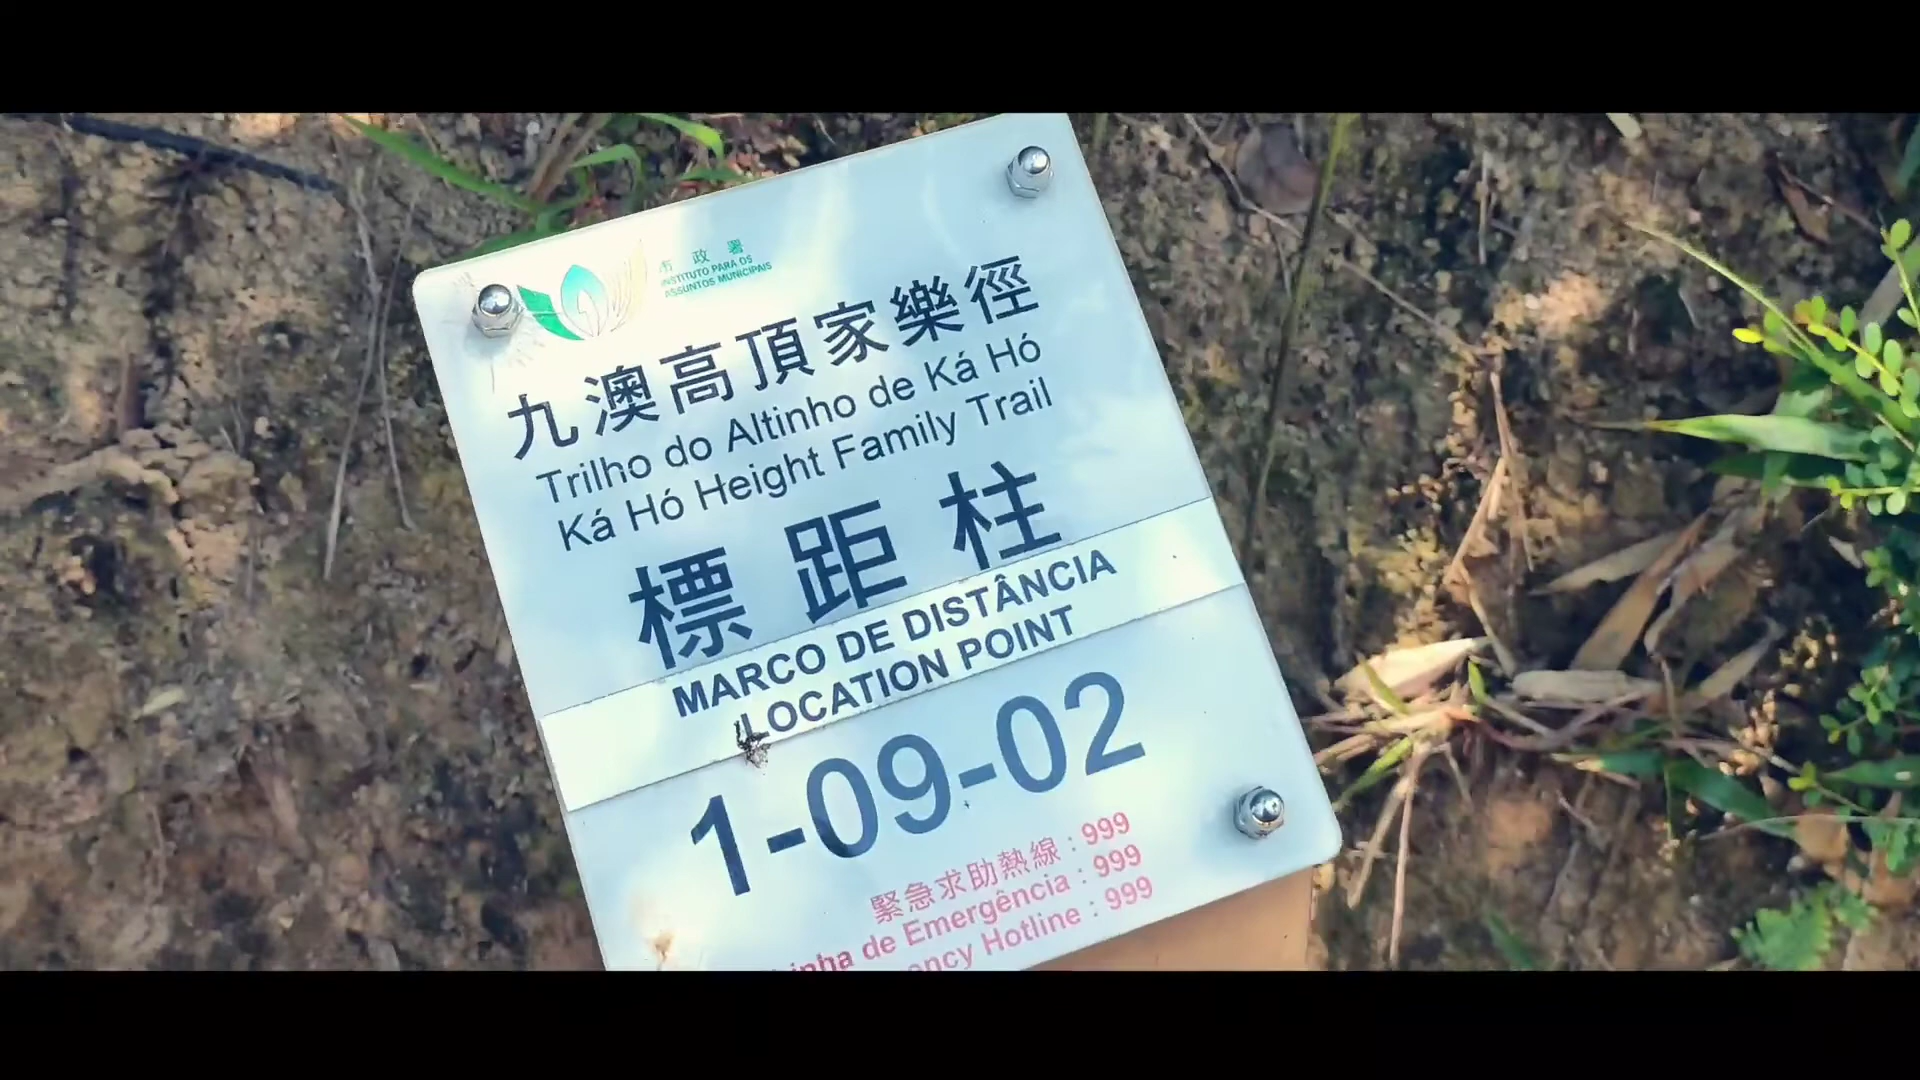 市政署
INSTITUTO PARA OS
ASSUNTOS MUNICIPAIS
九澳高頂家樂徑
Trilho do Altinho de Ká Hó
Ká Hó Height Family Trail
標距柱
MARCO DE DISTÂNCIA
LOCATION POINT
1-09-02
緊急求助熱線 : 999
de Emergência : 999
Hotline : 999